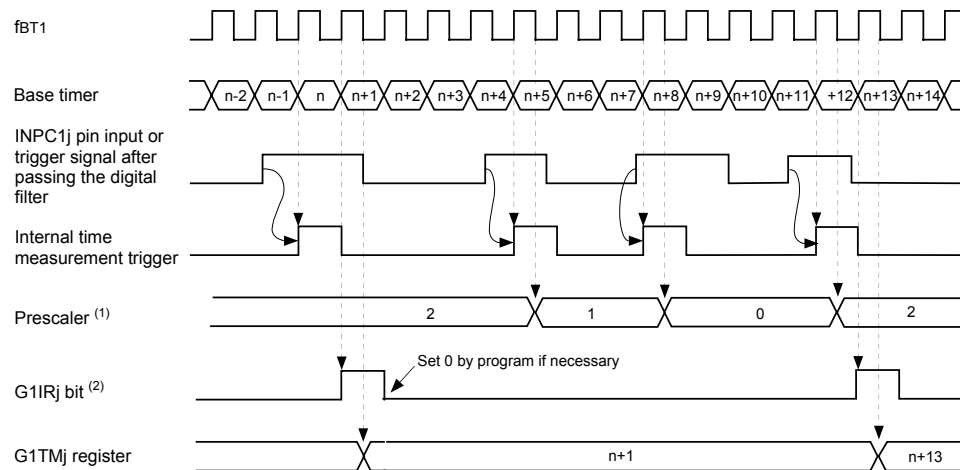 fBT1
Base timer
n-2 n-1 n n+1 n+2 n+3 n+4 n+5 n+6 n+7 n+8 n+9 n+10 n+11 +12 n+13 n+14
INPC1j pin input or
trigger signal after
passing the digital
filter
Internal time
measurement trigger
Prescaler (1)
2 1 0 2
Set 0 by program if necessary
G1IRj bit (2)
G1TMj register
n+1 n+13